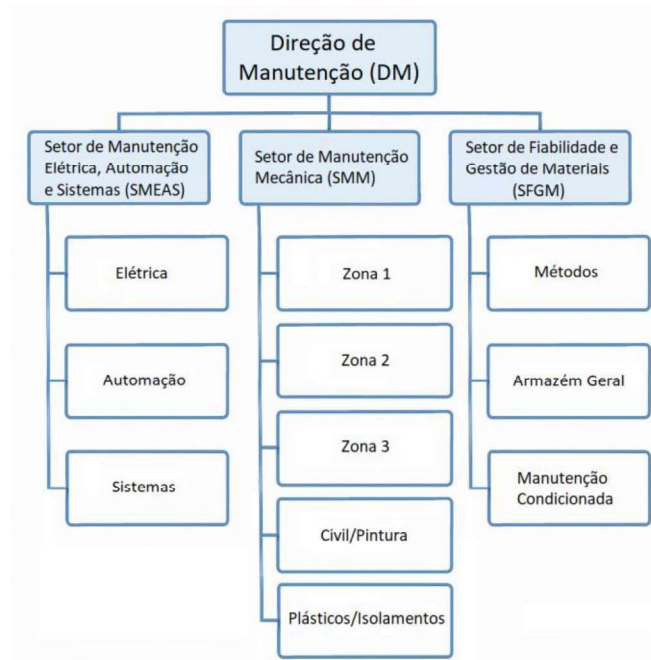 Direção de
Manutenção (DM)
Setor de Manutenção
Elétrica, Automação
e Sistemas (SMEAS)
Elétrica
Automação
Sistemas
Setor de Manutenção
Mecânica (SMM)
Zona 1
Zona 2
Zona 3
Civil/Pintura
Plásticos/Isolamentos
Setor de Fiabilidade e
Gestão de Materiais
(SFGM)
Métodos
Armazém Geral
Manutenção
Condicionada